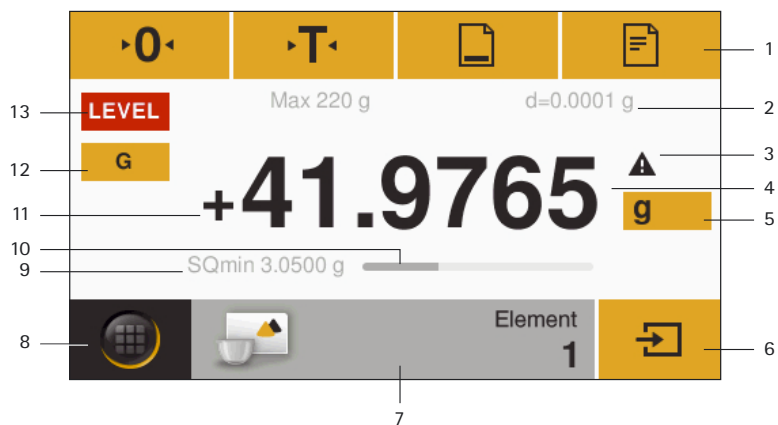 0 T 1
Max 220 g d=0.0001 g 2
13 LEVEL
12 G
3
+41.9765 4
g 5
11
10
SQmin 3.0500 g
9
Element
1
8 6
7